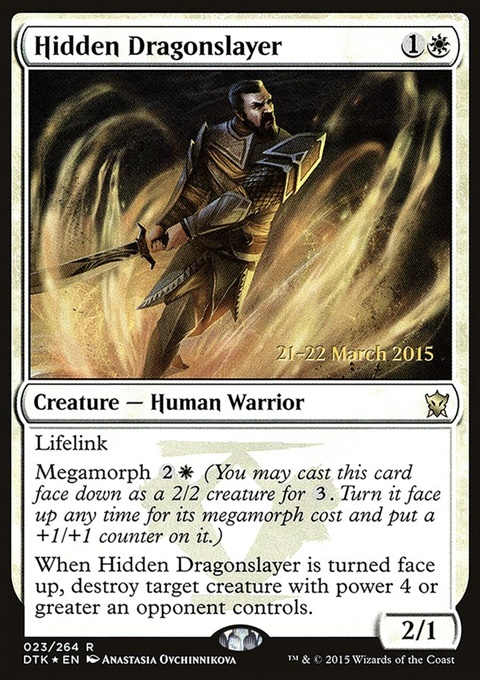 Hidden Dragonslayer 1
21–22 March 2015
Creature — Human Warrior
Lifelink
Megamorph 2 (You may cast this card
face down as a 2/2 creature for 3. Turn it face
up any time for its megamorph cost and put a
+1/+1 counter on it.)
When Hidden Dragonslayer is turned face
up, destroy target creature with power 4 or
greater an opponent controls.
2/1
023/264 R
DTK ★ EN Anastasia Ovchinnikova
™ & © 2015 Wizards of the Coast